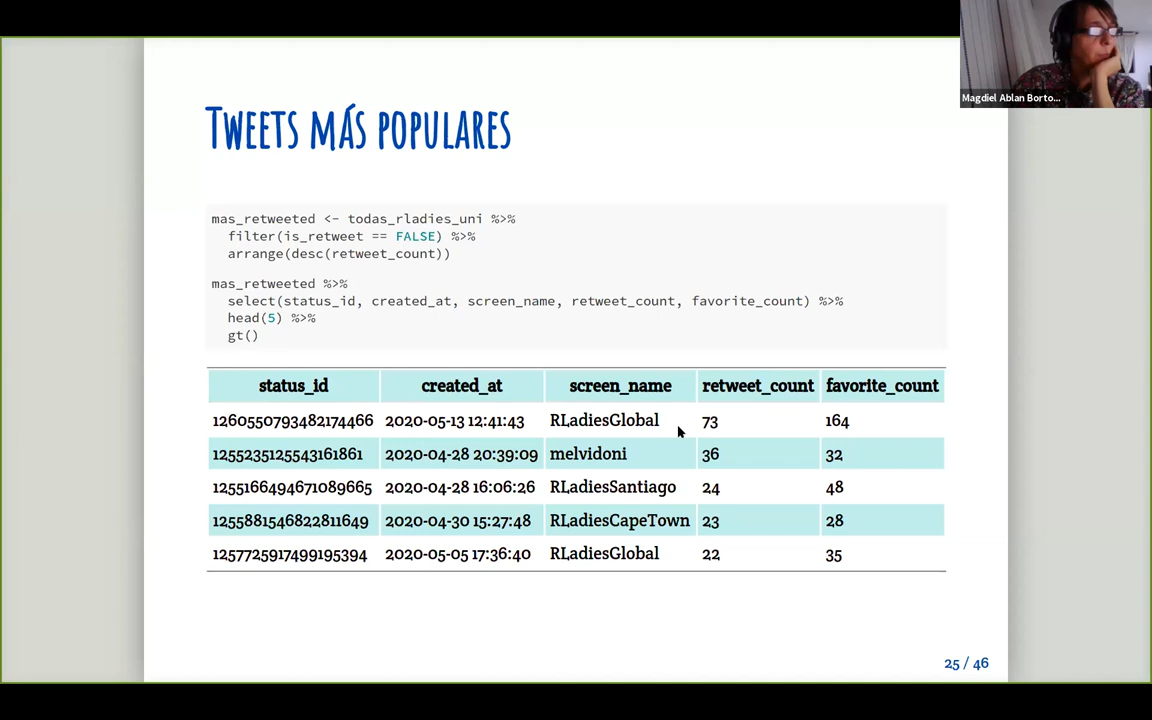 Magdiel Ablan Borto...
Tweets más populares
mas_retweeted <- todas_rladies_uni %>%
filter(is_retweet == FALSE) %>%
arrange(desc(retweet_count))
mas_retweeted %>%
select(status_id, created_at, screen_name, retweet_count, favorite_count) %>%
head(5) %>%
gt()
status_id created_at screen_name retweet_count favorite_count
1260550793482174466 2020-05-13 12:41:43 RLadiesGlobal 73 164
1255235125543161861 2020-04-28 20:39:09 melvidoni 36 32
1255166494671089665 2020-04-28 16:06:26 RLadiesSantiago 24 48
1255881546822811649 2020-04-30 15:27:48 RLadiesCapeTown 23 28
1257725917499195394 2020-05-05 17:36:40 RLadiesGlobal 22 35
25 / 46